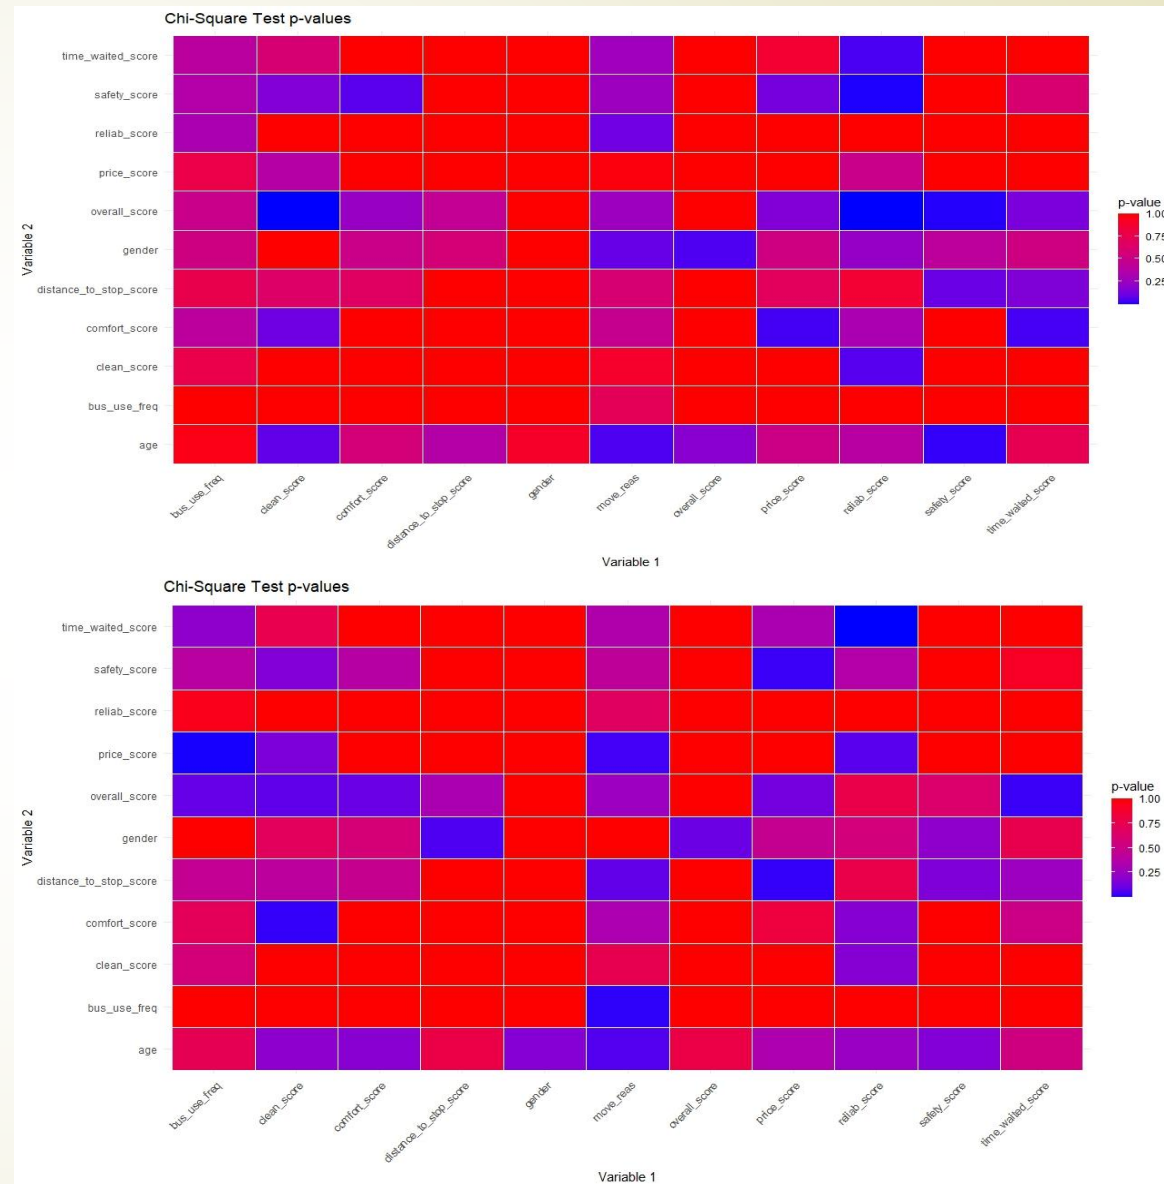 Chi-Square Test p-values
time_waited_score
safety_score
reliab_score
price_score
overall_score
gender
distance_to_stop_score
comfort_score
clean_score
bus_use_freq
age
Variable 2
bus_use_freq
clean_score
comfort_score
distance_to_stop_score
gender
move_reas
overall_score
price_score
reliab_score
safety_score
time_waited_score
Variable 1
p-value
1.00
0.75
0.50
0.25
Chi-Square Test p-values
time_waited_score
safety_score
reliab_score
price_score
overall_score
gender
distance_to_stop_score
comfort_score
clean_score
bus_use_freq
age
Variable 2
bus_use_freq
clean_score
comfort_score
distance_to_stop_score
gender
move_reas
overall_score
price_score
reliab_score
safety_score
time_waited_score
Variable 1
p-value
1.00
0.75
0.50
0.25